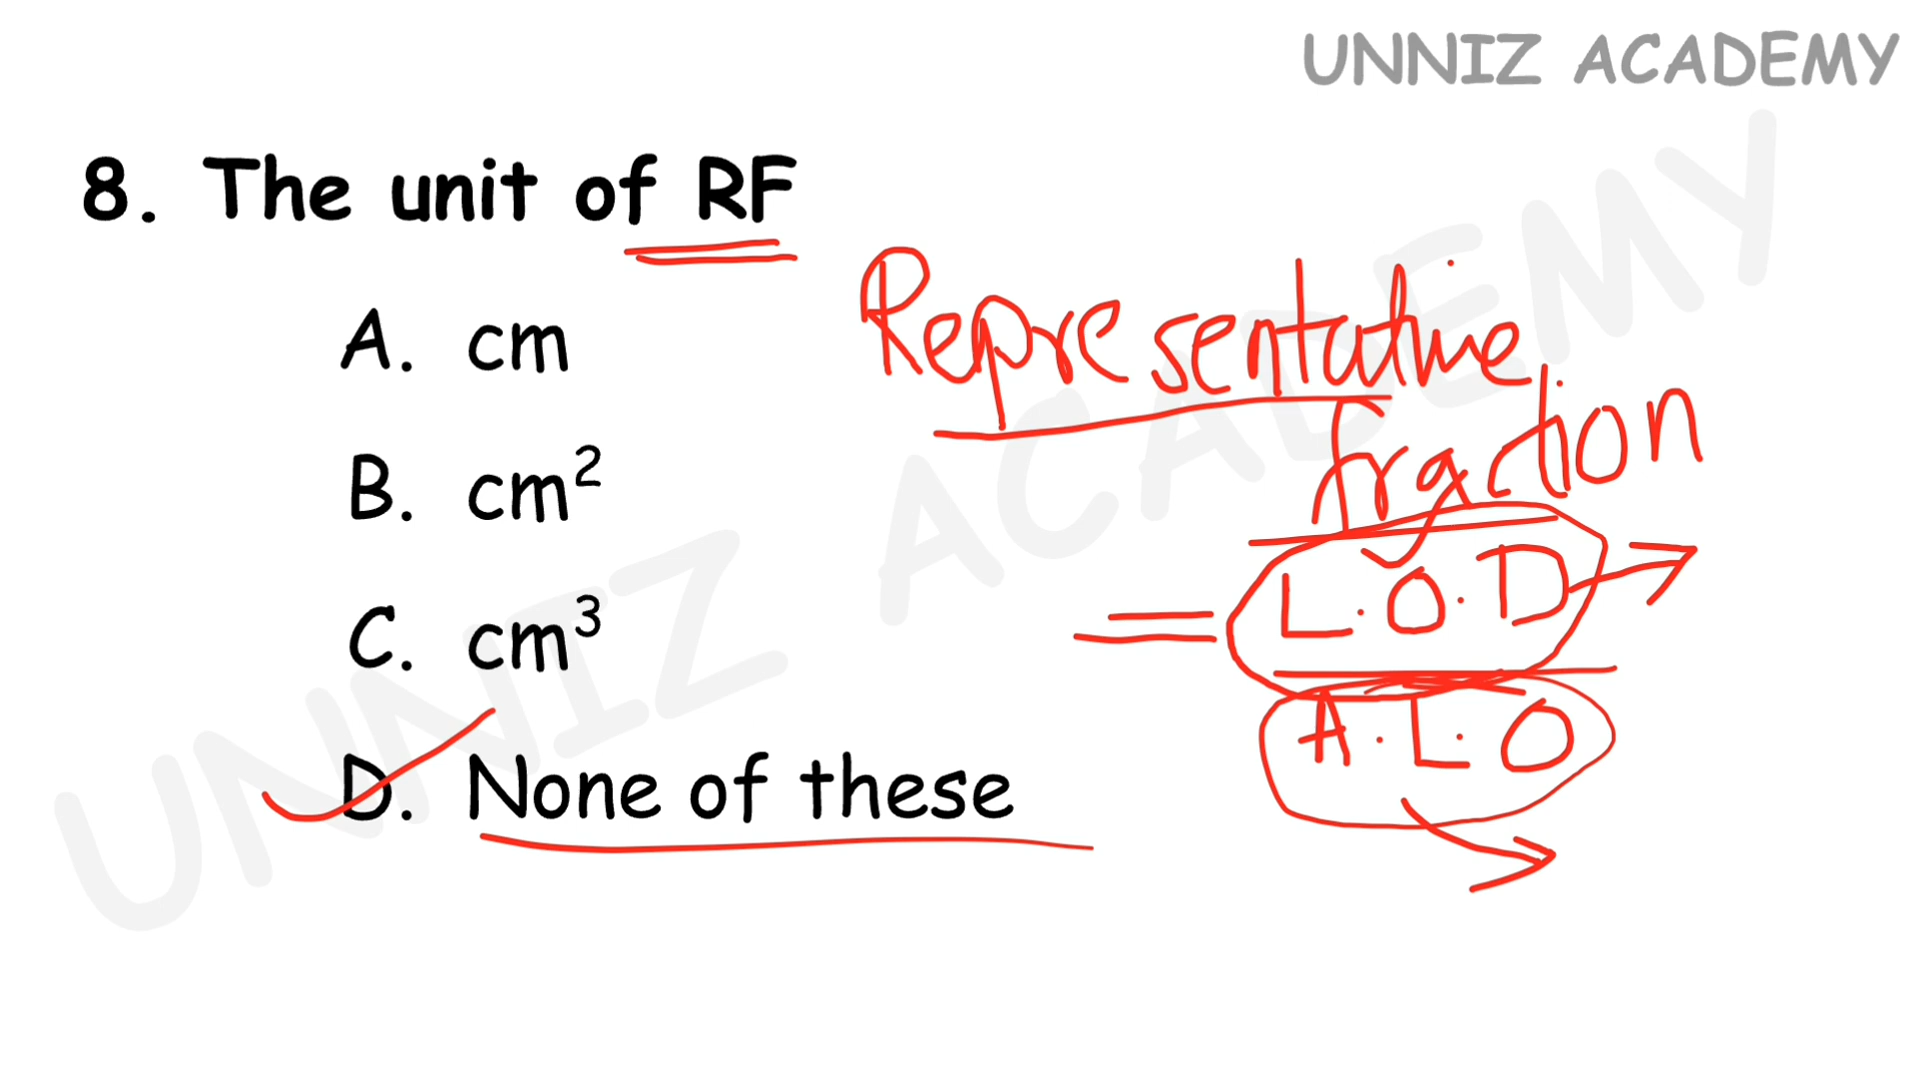 UNNIZ ACADEMY
8. The unit of RF
Representative
fraction
A. cm
B. cm²
= L.O.D
A.L.O
C. cm³
D. None of these
UNNIZ ACADEMY